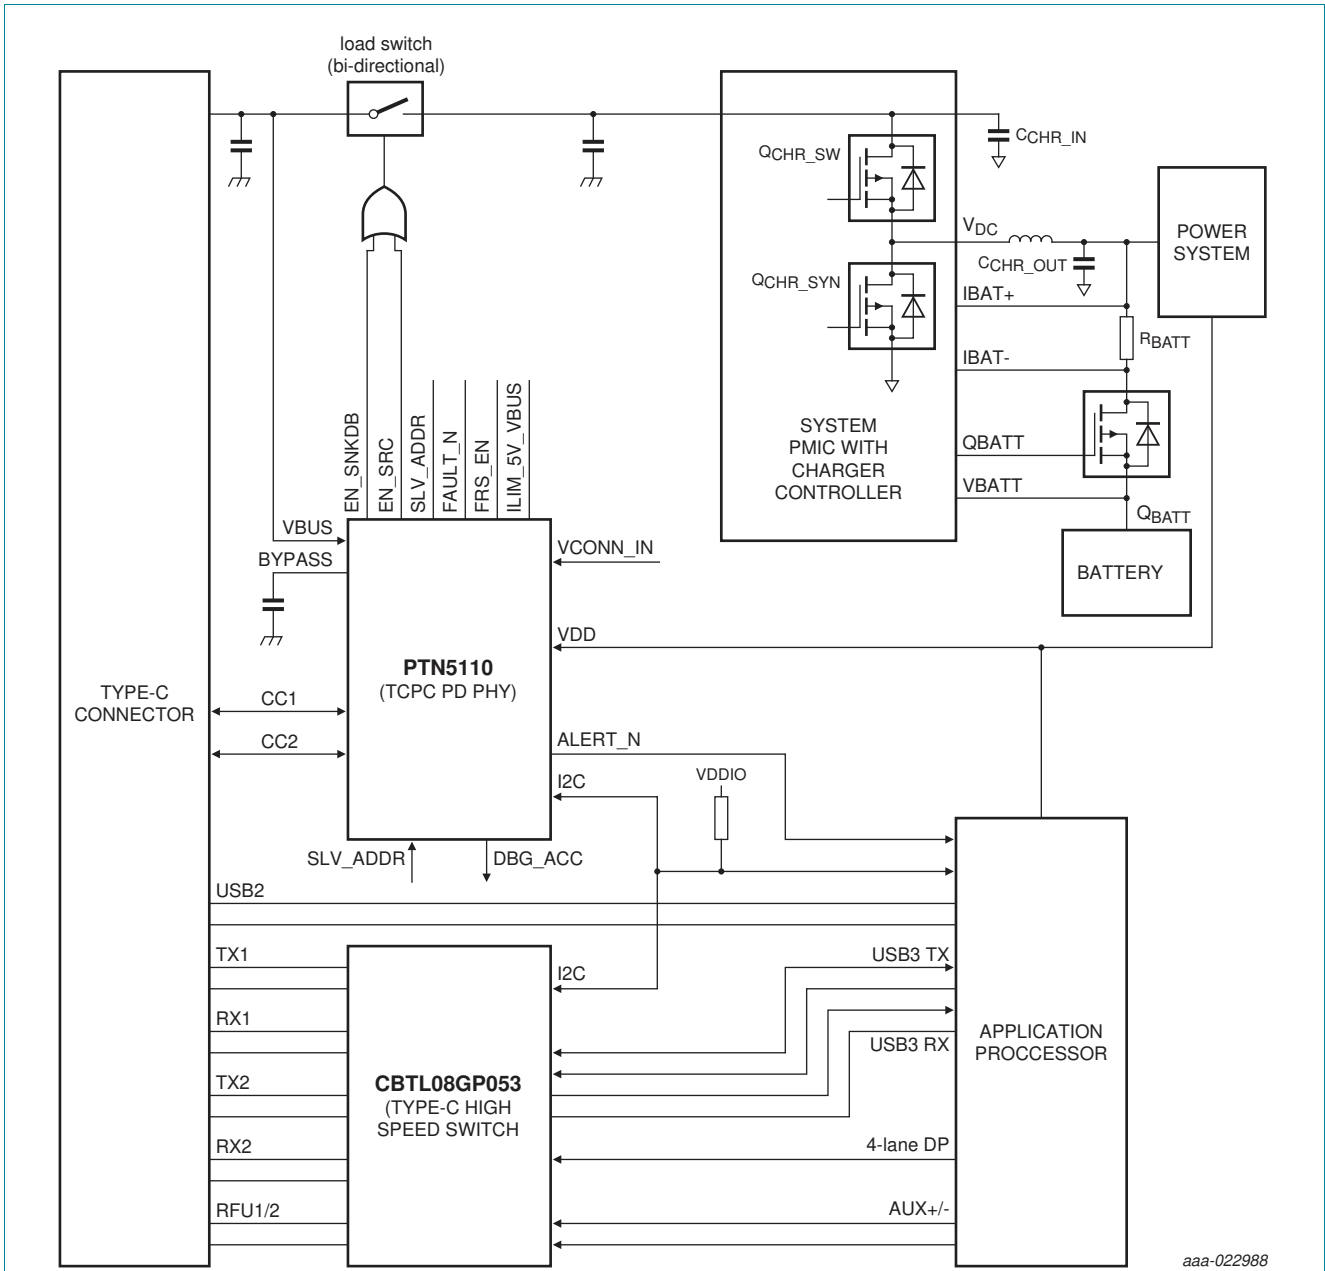 load switch
(bi-directional)
QCHR_SW
CCHR_IN
VDC
CCHR_OUT
POWER
SYSTEM
QCHR_SYN
IBAT+
RBATT
IBAT-
SYSTEM
PMIC WITH
CHARGER
CONTROLLER
QBATT
VBATT
QBATT
BATTERY
EN_SNKDB
EN_SRC
SLV_ADDR
FAULT_N
FRS_EN
ILIM_5V_VBUS
VBUS
BYPASS
VCONN_IN
VDD
PTN5110
(TCPC PD PHY)
TYPE-C
CONNECTOR
CC1
CC2
ALERT_N
I2C
VDDIO
SLV_ADDR
DBG_ACC
USB2
TX1
RX1
TX2
RX2
RFU1/2
I2C
CBTL08GP053
(TYPE-C HIGH
SPEED SWITCH
USB3 TX
USB3 RX
4-lane DP
AUX+/-
APPLICATION
PROCCESSOR
aaa-022988